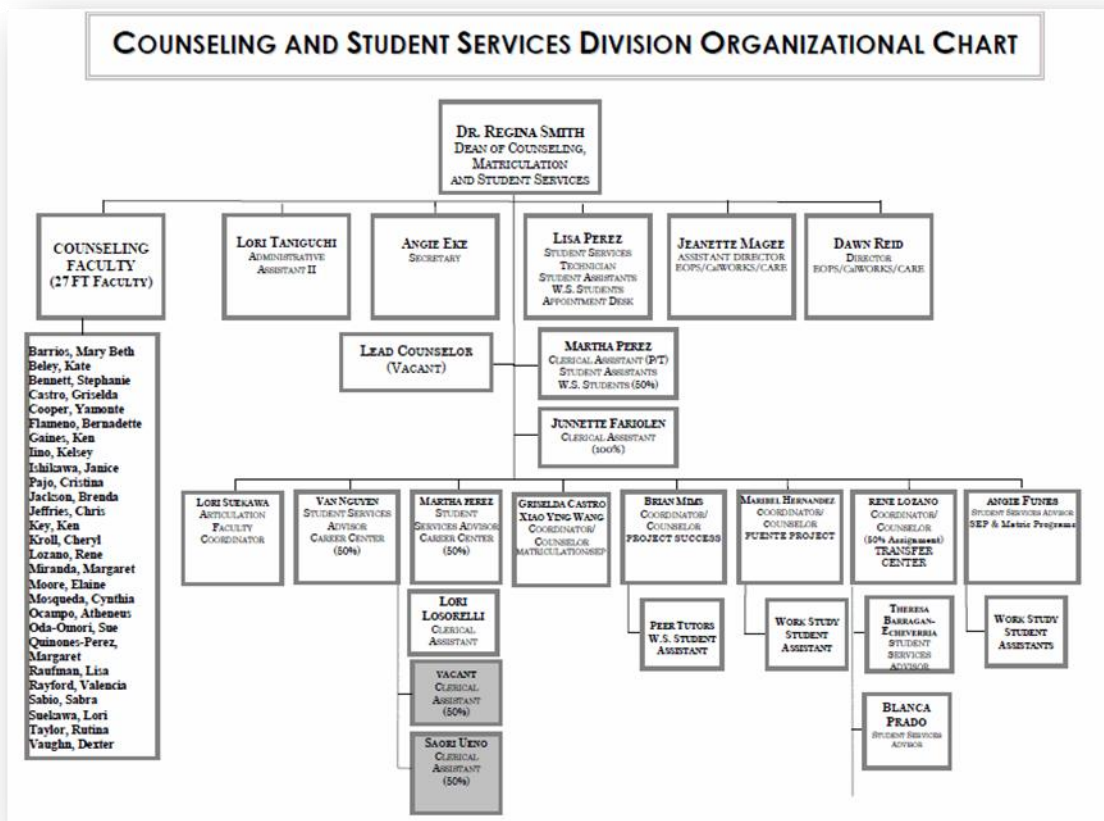 COUNSELING AND STUDENT SERVICES DIVISION ORGANIZATIONAL CHART
DR. REGINA SMITH
DEAN OF COUNSELING,
MATRICULATION
AND STUDENT SERVICES
COUNSELING
FACULTY
(27 FT FACULTY)
LORI TANIGUCHI
ADMINISTRATIVE
ASSISTANT II
ANGIE EKE
SECRETARY
LISA PEREZ
STUDENT SERVICES
TECHNICIAN
STUDENT ASSISTANTS
W.S. STUDENTS
APPOINTMENT DESK
JEANETTE MAGEE
ASSISTANT DIRECTOR
EOPS/CalWORKS/CARE
DAWN REID
DIRECTOR
EOPS/CalWORKS/CARE
Barrios, Mary Beth
Beley, Kate
Bennett, Stephanie
Castro, Griselda
Cooper, Yamonte
Flameno, Bernadette
Gaines, Ken
Iino, Kelsey
Ishikawa, Janice
Pajo, Cristina
Jackson, Brenda
Jeffries, Chris
Key, Ken
Kroll, Cheryl
Lozano, Rene
Miranda, Margaret
Moore, Elaine
Mosqueda, Cynthia
Ocampo, Atheneus
Oda-Omori, Sue
Quinones-Perez,
Margaret
Raufman, Lisa
Rayford, Valencia
Sabio, Sabra
Suekawa, Lori
Taylor, Rutina
Vaughn, Dexter
LEAD COUNSELOR
(VACANT)
MARTHA PEREZ
CLERICAL ASSISTANT (P/T)
STUDENT ASSISTANTS
W.S. STUDENTS (50%)
JUNNETTE FARIOLEN
CLERICAL ASSISTANT
(100%)
LORI SUEKAWA
ARTICULATION
FACULTY
COORDINATOR
VAN NGUYEN
STUDENT SERVICES
ADVISOR
CAREER CENTER
(50%)
MARTHA PEREZ
STUDENT
SERVICES ADVISOR
CAREER CENTER
(50%)
GRISELDA CASTRO
XIAO YING WANG
COORDINATOR/
COUNSELOR
MATRICULATION/SEP
BRIAN MIMS
COORDINATOR/
COUNSELOR
PROJECT SUCCESS
MARIBEL HERNANDEZ
COORDINATOR/
COUNSELOR
PUENTE PROJECT
RENE LOZANO
COORDINATOR/
COUNSELOR
(50% Assignment)
TRANSFER
CENTER
ANGIE FUNES
STUDENT SERVICES ADVISOR
SEP & Matric Programs
LORI
LOSORELLI
CLERICAL
ASSISTANT
VACANT
CLERICAL
ASSISTANT
(50%)
SAORI UENO
CLERICAL
ASSISTANT
(50%)
PEER TUTORS
W.S. STUDENT
ASSISTANT
WORK STUDY
STUDENT
ASSISTANT
THERESA
BARRAGAN-
ECHEVERRIA
STUDENT
SERVICES
ADVISOR
BLANCA
PRADO
STUDENT SERVICES
ADVISOR
WORK STUDY
STUDENT
ASSISTANTS